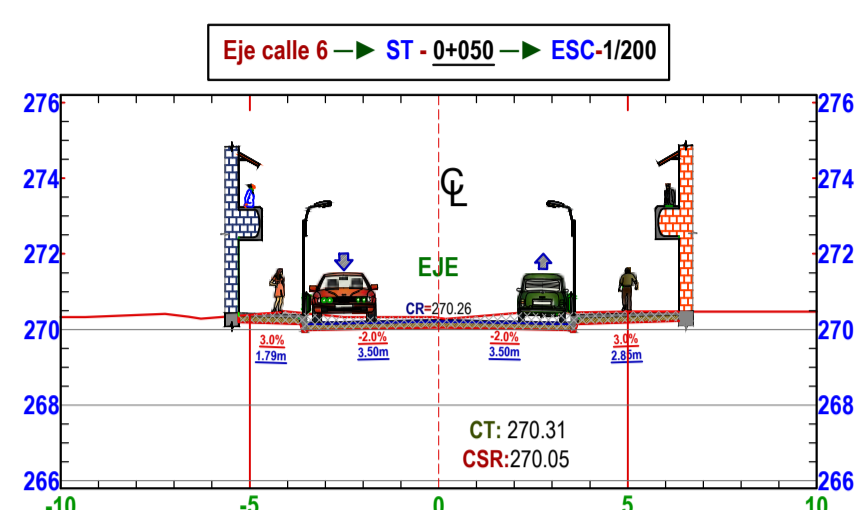 Eje calle 6 ─► ST - 0+050 ─► ESC-1/200
276 276
274 274
CL
272 272
EJE
CR=270.26
270 270
3.0% -2.0% -2.0% 3.0%
1.79m 3.50m 3.50m 2.85m
268 268
CT: 270.31
CSR:270.05
266 266
-10 -5 0 5 10